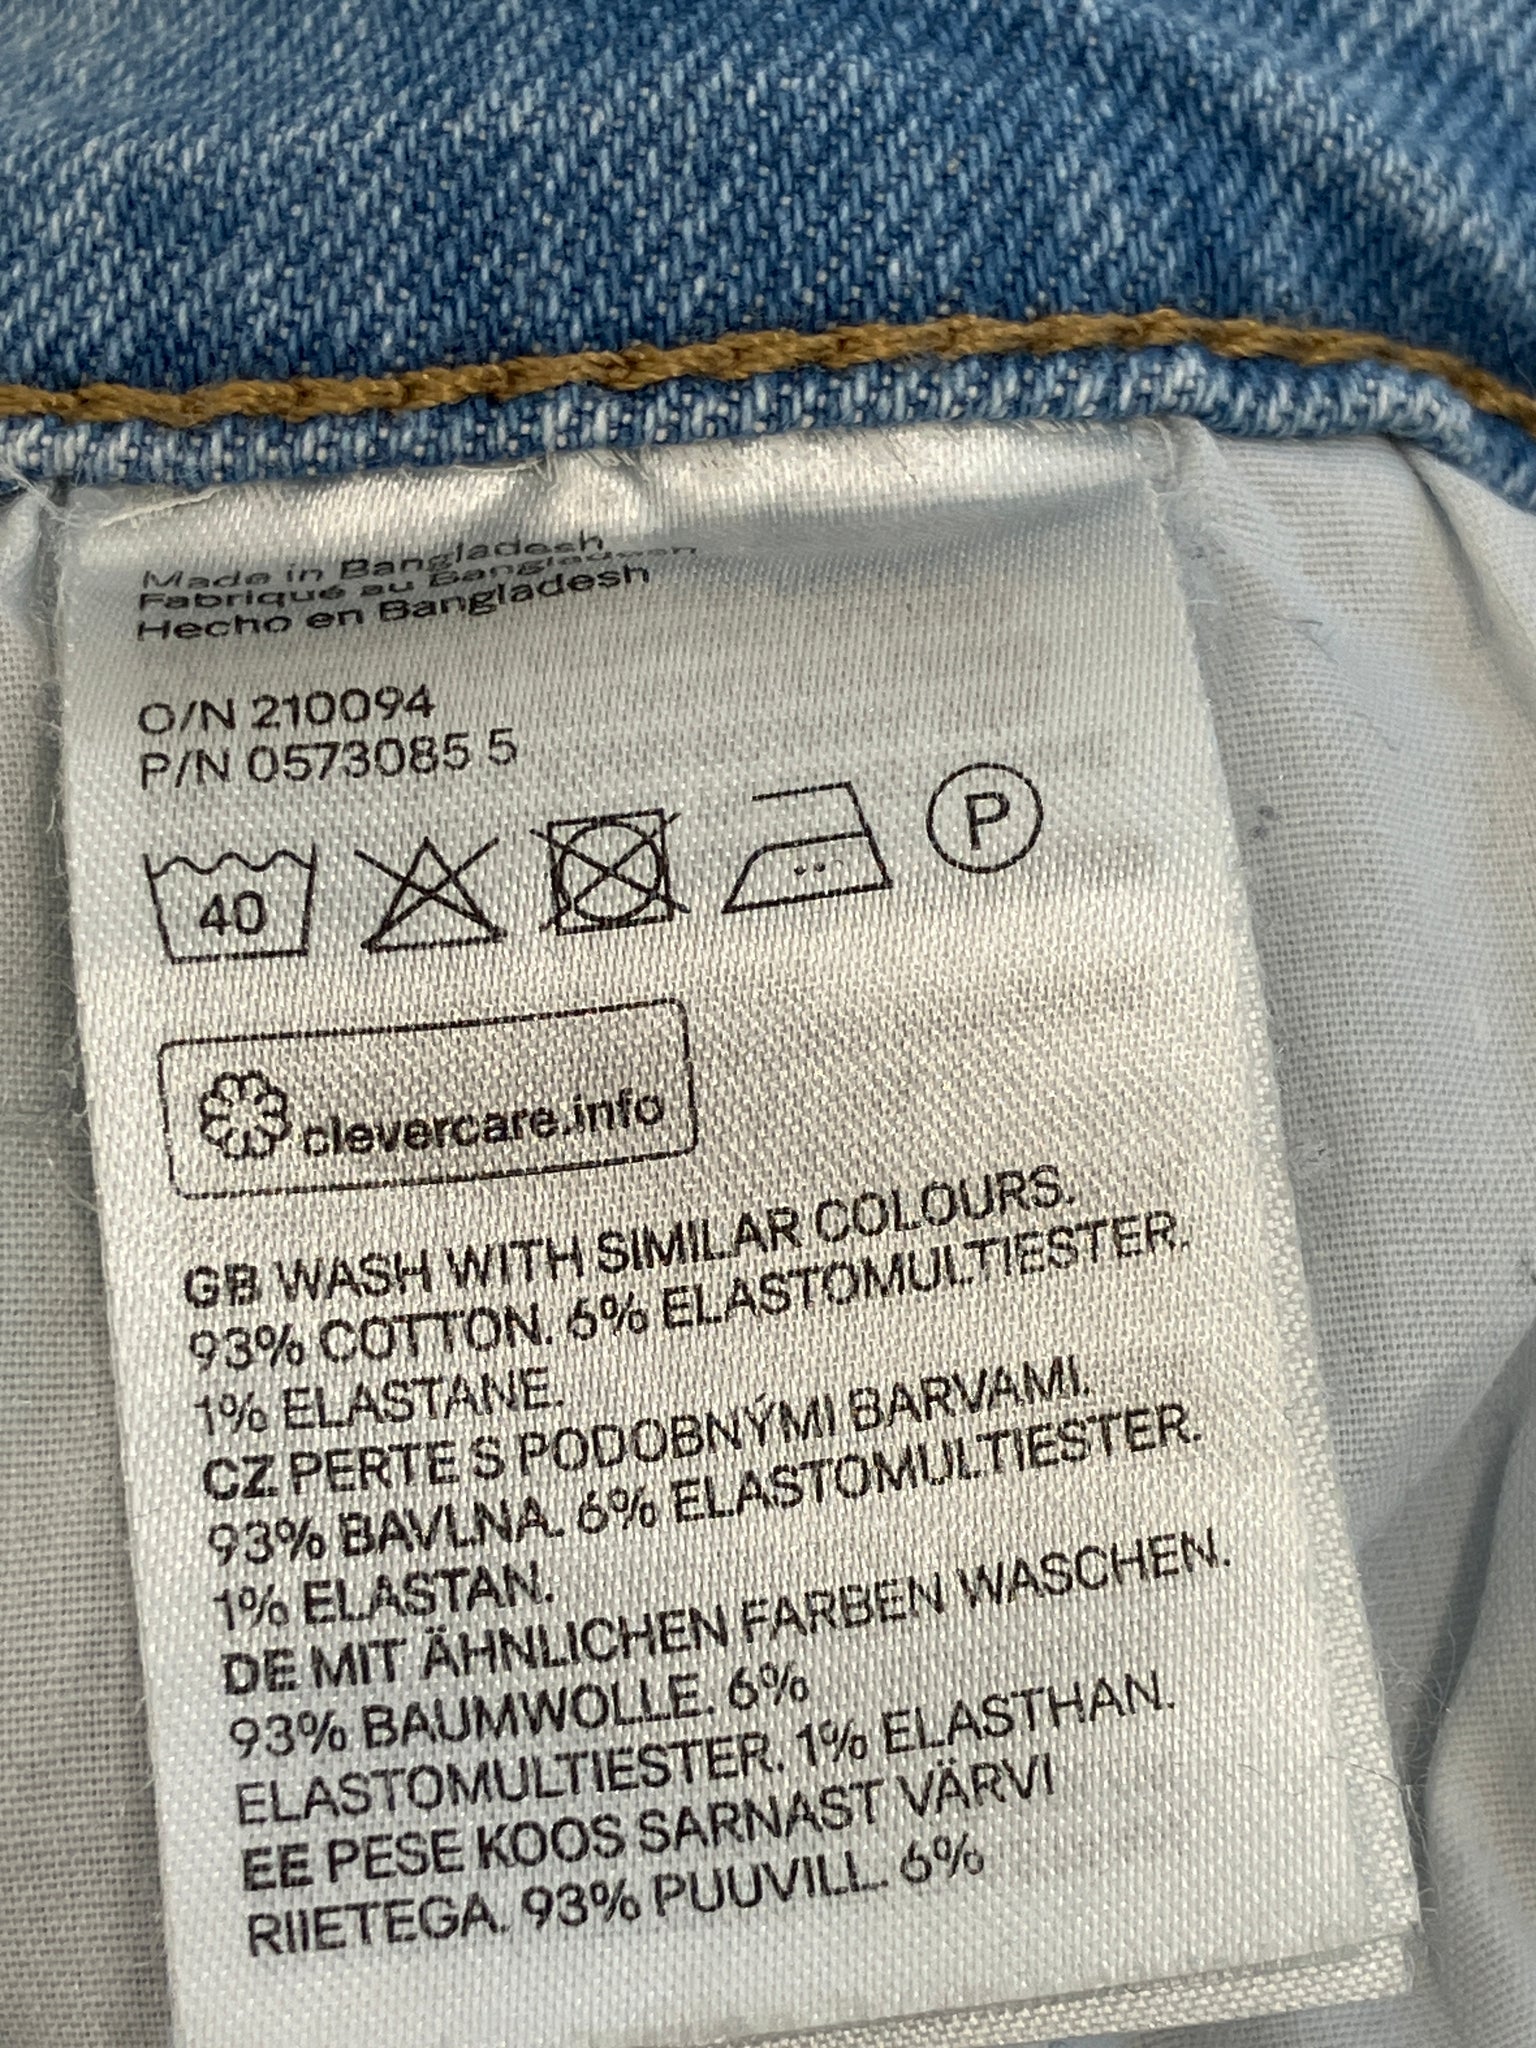 Made in Bangladesh
Fabriqué au Bangladesh
Hecho en Bangladesh
O/N 210094
P/N 0573085 5
40
P
clevercare.info
GB WASH WITH SIMILAR COLOURS.
93% COTTON. 6% ELASTOMULTIESTER.
1% ELASTANE.
CZ PERTE S PODOBNÝMI BARVAMI.
93% BAVLNA. 6% ELASTOMULTIESTER.
1% ELASTAN.
DE MIT ÄHNLICHEN FARBEN WASCHEN.
93% BAUMWOLLE. 6%
ELASTOMULTIESTER. 1% ELASTHAN.
EE PESE KOOS SARNAST VÄRVI
RIIETEGA. 93% PUUVILL. 6%